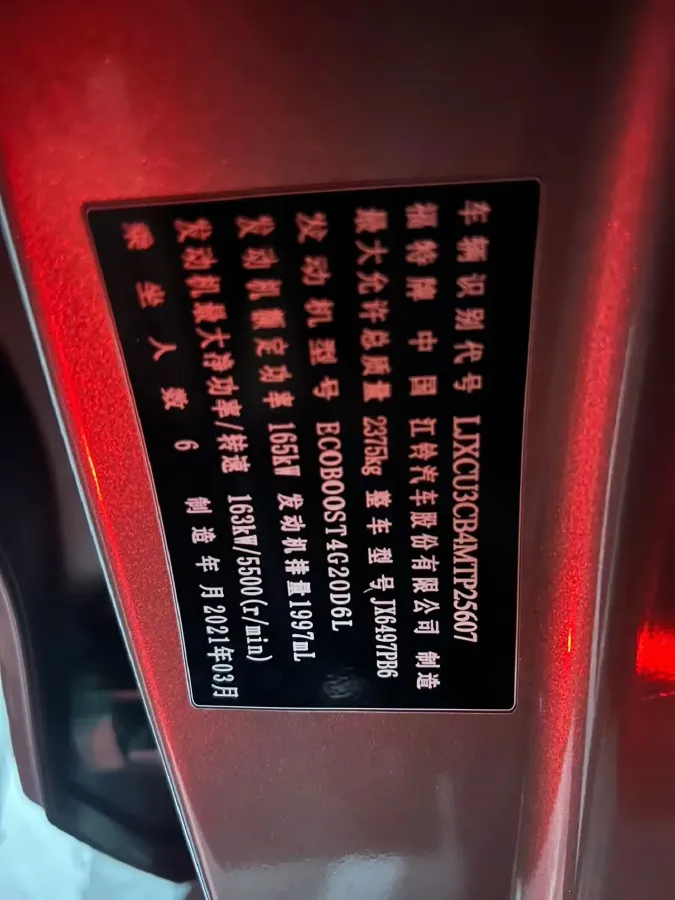 车辆识别代号 LJXCU3CB4MTP25607
福特牌 中国 江铃汽车股份有限公司 制造
最大允许总质量 2375kg 整车型号 JX6497PB6
发动机型号 ECOBOOST4G20D6L
发动机额定功率 165kW 发动机排量1997mL
发动机最大净功率/转速 163kW/5500(r/min)
乘坐人数 6 制造年月2021年03月